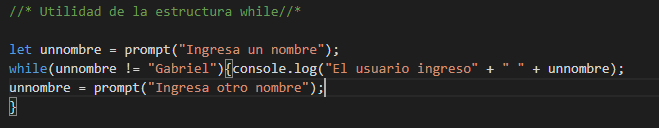 //* Utilidad de la estructura while//*
let unnombre = prompt("Ingresa un nombre");
while(unnombre != "Gabriel"){console.log("El usuario ingreso" + " " + unnombre);
unnombre = prompt("Ingresa otro nombre");
}